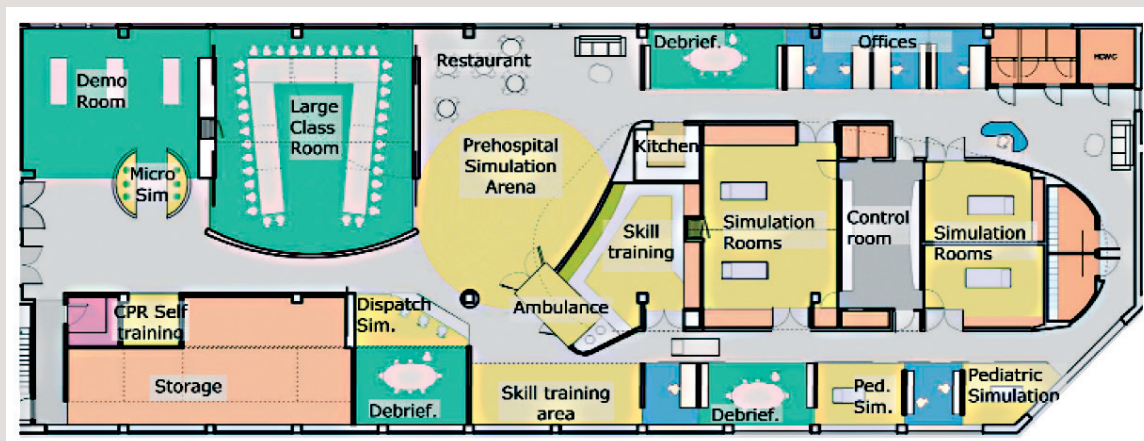 Demo
Room
Micro
Sim
Large
Class
Room
Restaurant
Prehospital
Simulation
Arena
Debrief.
Offices
HCWC
Kitchen
Skill
training
Simulation
Rooms
Control
room
Simulation
Rooms
CPR Self
training
Storage
Dispatch
Sim.
Ambulance
Debrief.
Skill training
area
Debrief.
Ped.
Sim.
Pediatric
Simulation